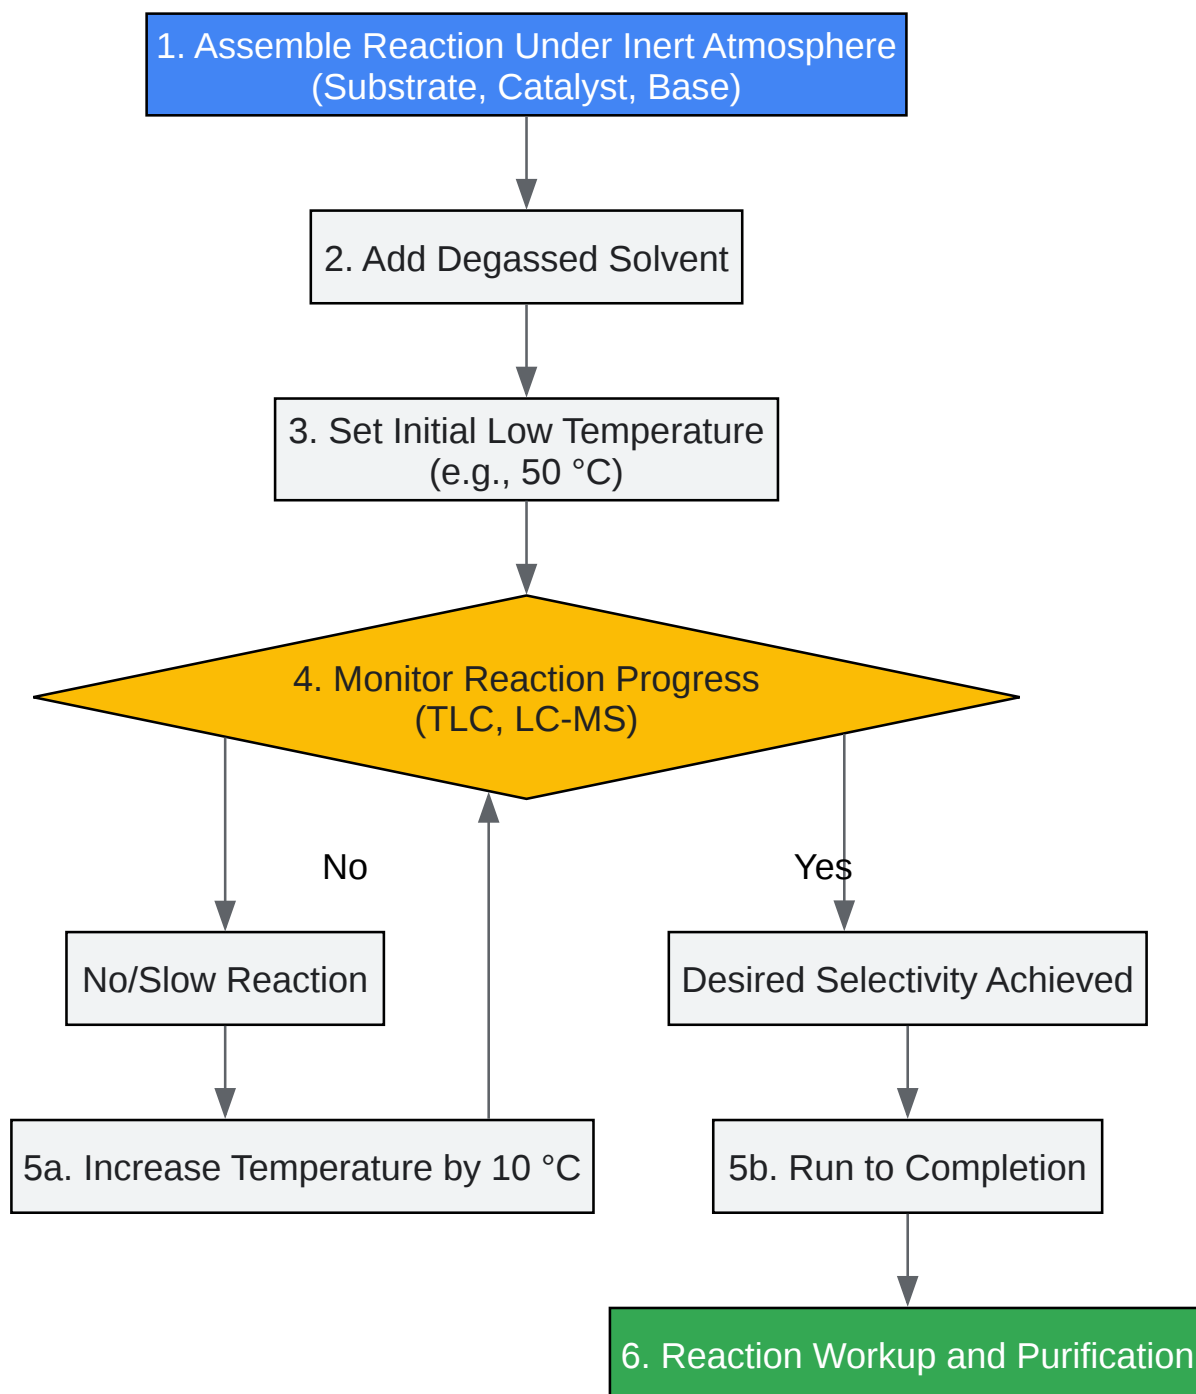 1. Assemble Reaction Under Inert Atmosphere
(Substrate, Catalyst, Base)
2. Add Degassed Solvent
3. Set Initial Low Temperature
(e.g., 50 °C)
4. Monitor Reaction Progress
(TLC, LC-MS)
No
Yes
No/Slow Reaction
Desired Selectivity Achieved
5a. Increase Temperature by 10 °C
5b. Run to Completion
6. Reaction Workup and Purification